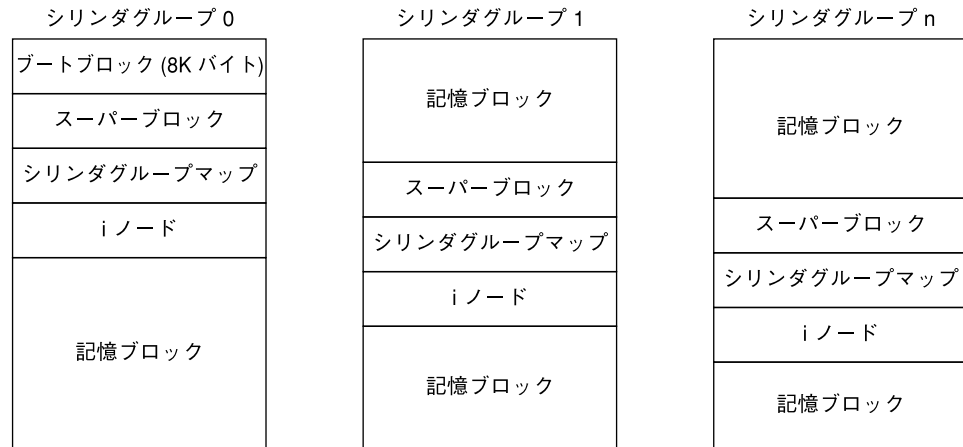 シリンダグループ 0
ブートブロック (8K バイト)
スーパーブロック
シリンダグループマップ
i ノード
記憶ブロック
シリンダグループ 1
記憶ブロック
スーパーブロック
シリンダグループマップ
i ノード
記憶ブロック
シリンダグループ n
記憶ブロック
スーパーブロック
シリンダグループマップ
i ノード
記憶ブロック